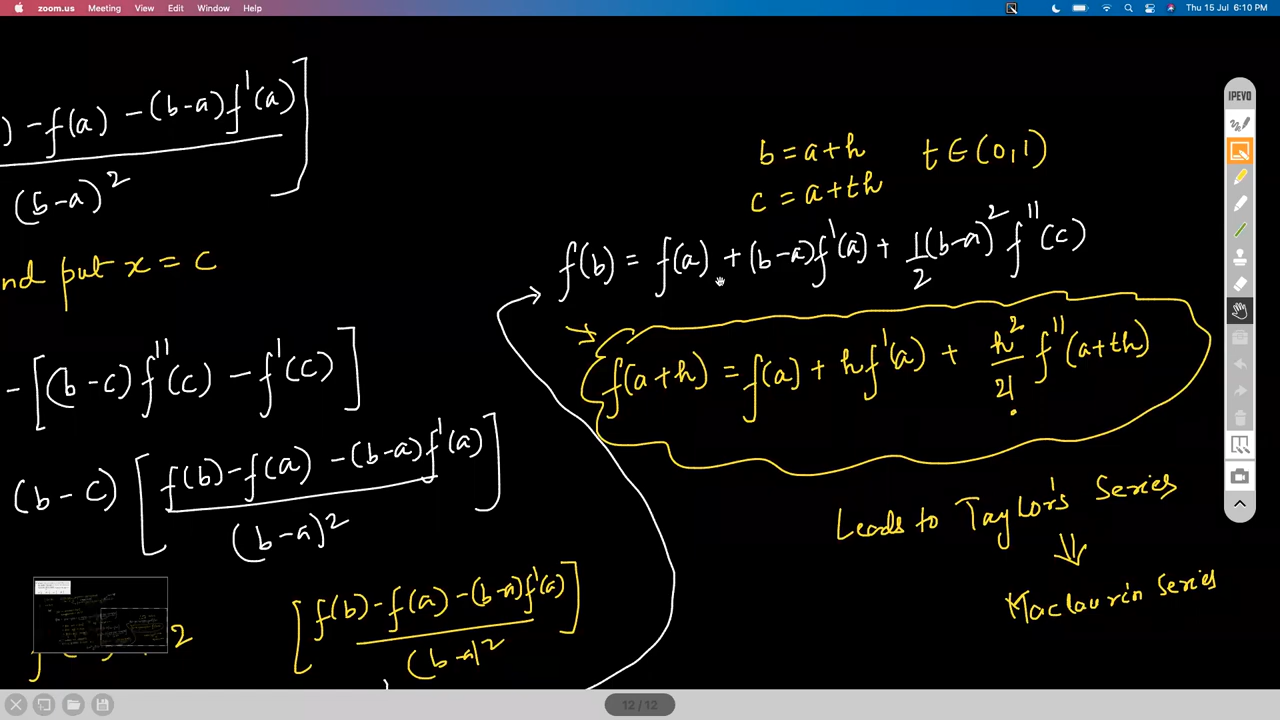 zoom.us Meeting View Edit Window Help Thu 15 Jul 6:10 PM
IPEVO
) - f(a) - (b-a)f'(a)]
(b-a)^2
nd put x = c
- [(b-c)f''(c) - f'(c)]
(b-c) [f(b)-f(a) - (b-a)f'(a)]
(b-a)^2
2
[f(b)-f(a)-(b-a)f'(a)]
(b-a)^2
b = a+h t ∈ (0,1)
c = a+th
f(b) = f(a) + (b-a)f'(a) + 1/2 (b-a)^2 f''(c)
f(a+h) = f(a) + hf'(a) + h^2/2! f''(a+th)
Leads to Taylor's Series
⇓
Maclaurin Series
12 / 12